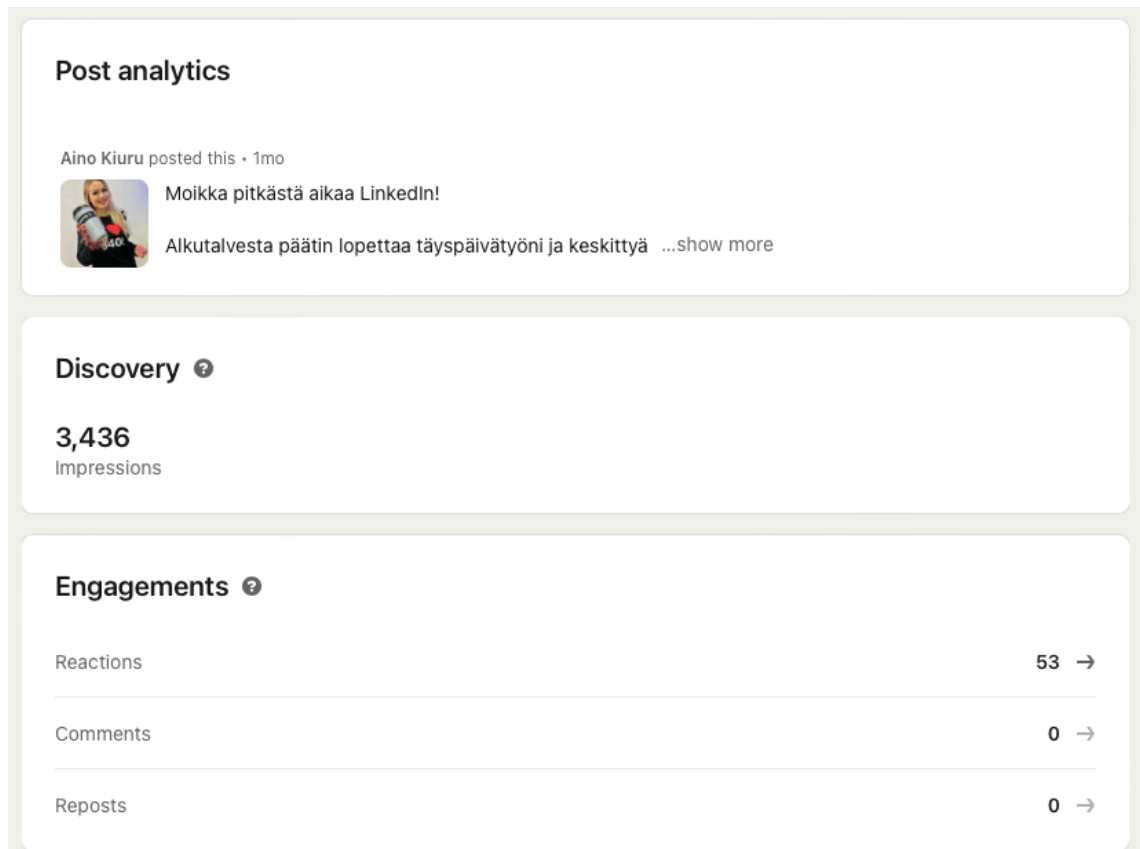 Post analytics
Aino Kiuru posted this • 1mo
Moikka pitkästä aikaa LinkedIn!
Alkutalvesta päätin lopettaa täyspäivätyöni ja keskittyä ...show more
Discovery ?
3,436
Impressions
Engagements ?
Reactions 53 →
Comments 0 →
Reposts 0 →